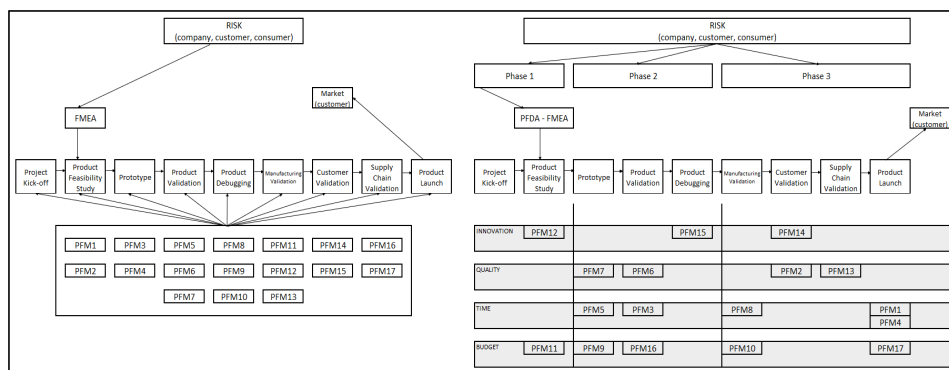 RISK
(company, customer, consumer)
FMEA
Market
(customer)
Project
Kick-off
Product
Feasibility
Study
Prototype
Product
Validation
Product
Debugging
Manufacturing
Validation
Customer
Validation
Supply
Chain
Validation
Product
Launch
PFM1
PFM3
PFM5
PFM8
PFM11
PFM14
PFM16
PFM2
PFM4
PFM6
PFM9
PFM12
PFM15
PFM17
PFM7
PFM10
PFM13
RISK
(company, customer, consumer)
Phase 1
Phase 2
Phase 3
PFDA - FMEA
Market
(customer)
Project
Kick-off
Product
Feasibility
Study
Prototype
Product
Validation
Product
Debugging
Manufacturing
Validation
Customer
Validation
Supply
Chain
Validation
Product
Launch
INNOVATION
PFM12
PFM15
PFM14
QUALITY
PFM7
PFM6
PFM2
PFM13
TIME
PFM5
PFM3
PFM8
PFM1
PFM4
BUDGET
PFM11
PFM9
PFM16
PFM10
PFM17